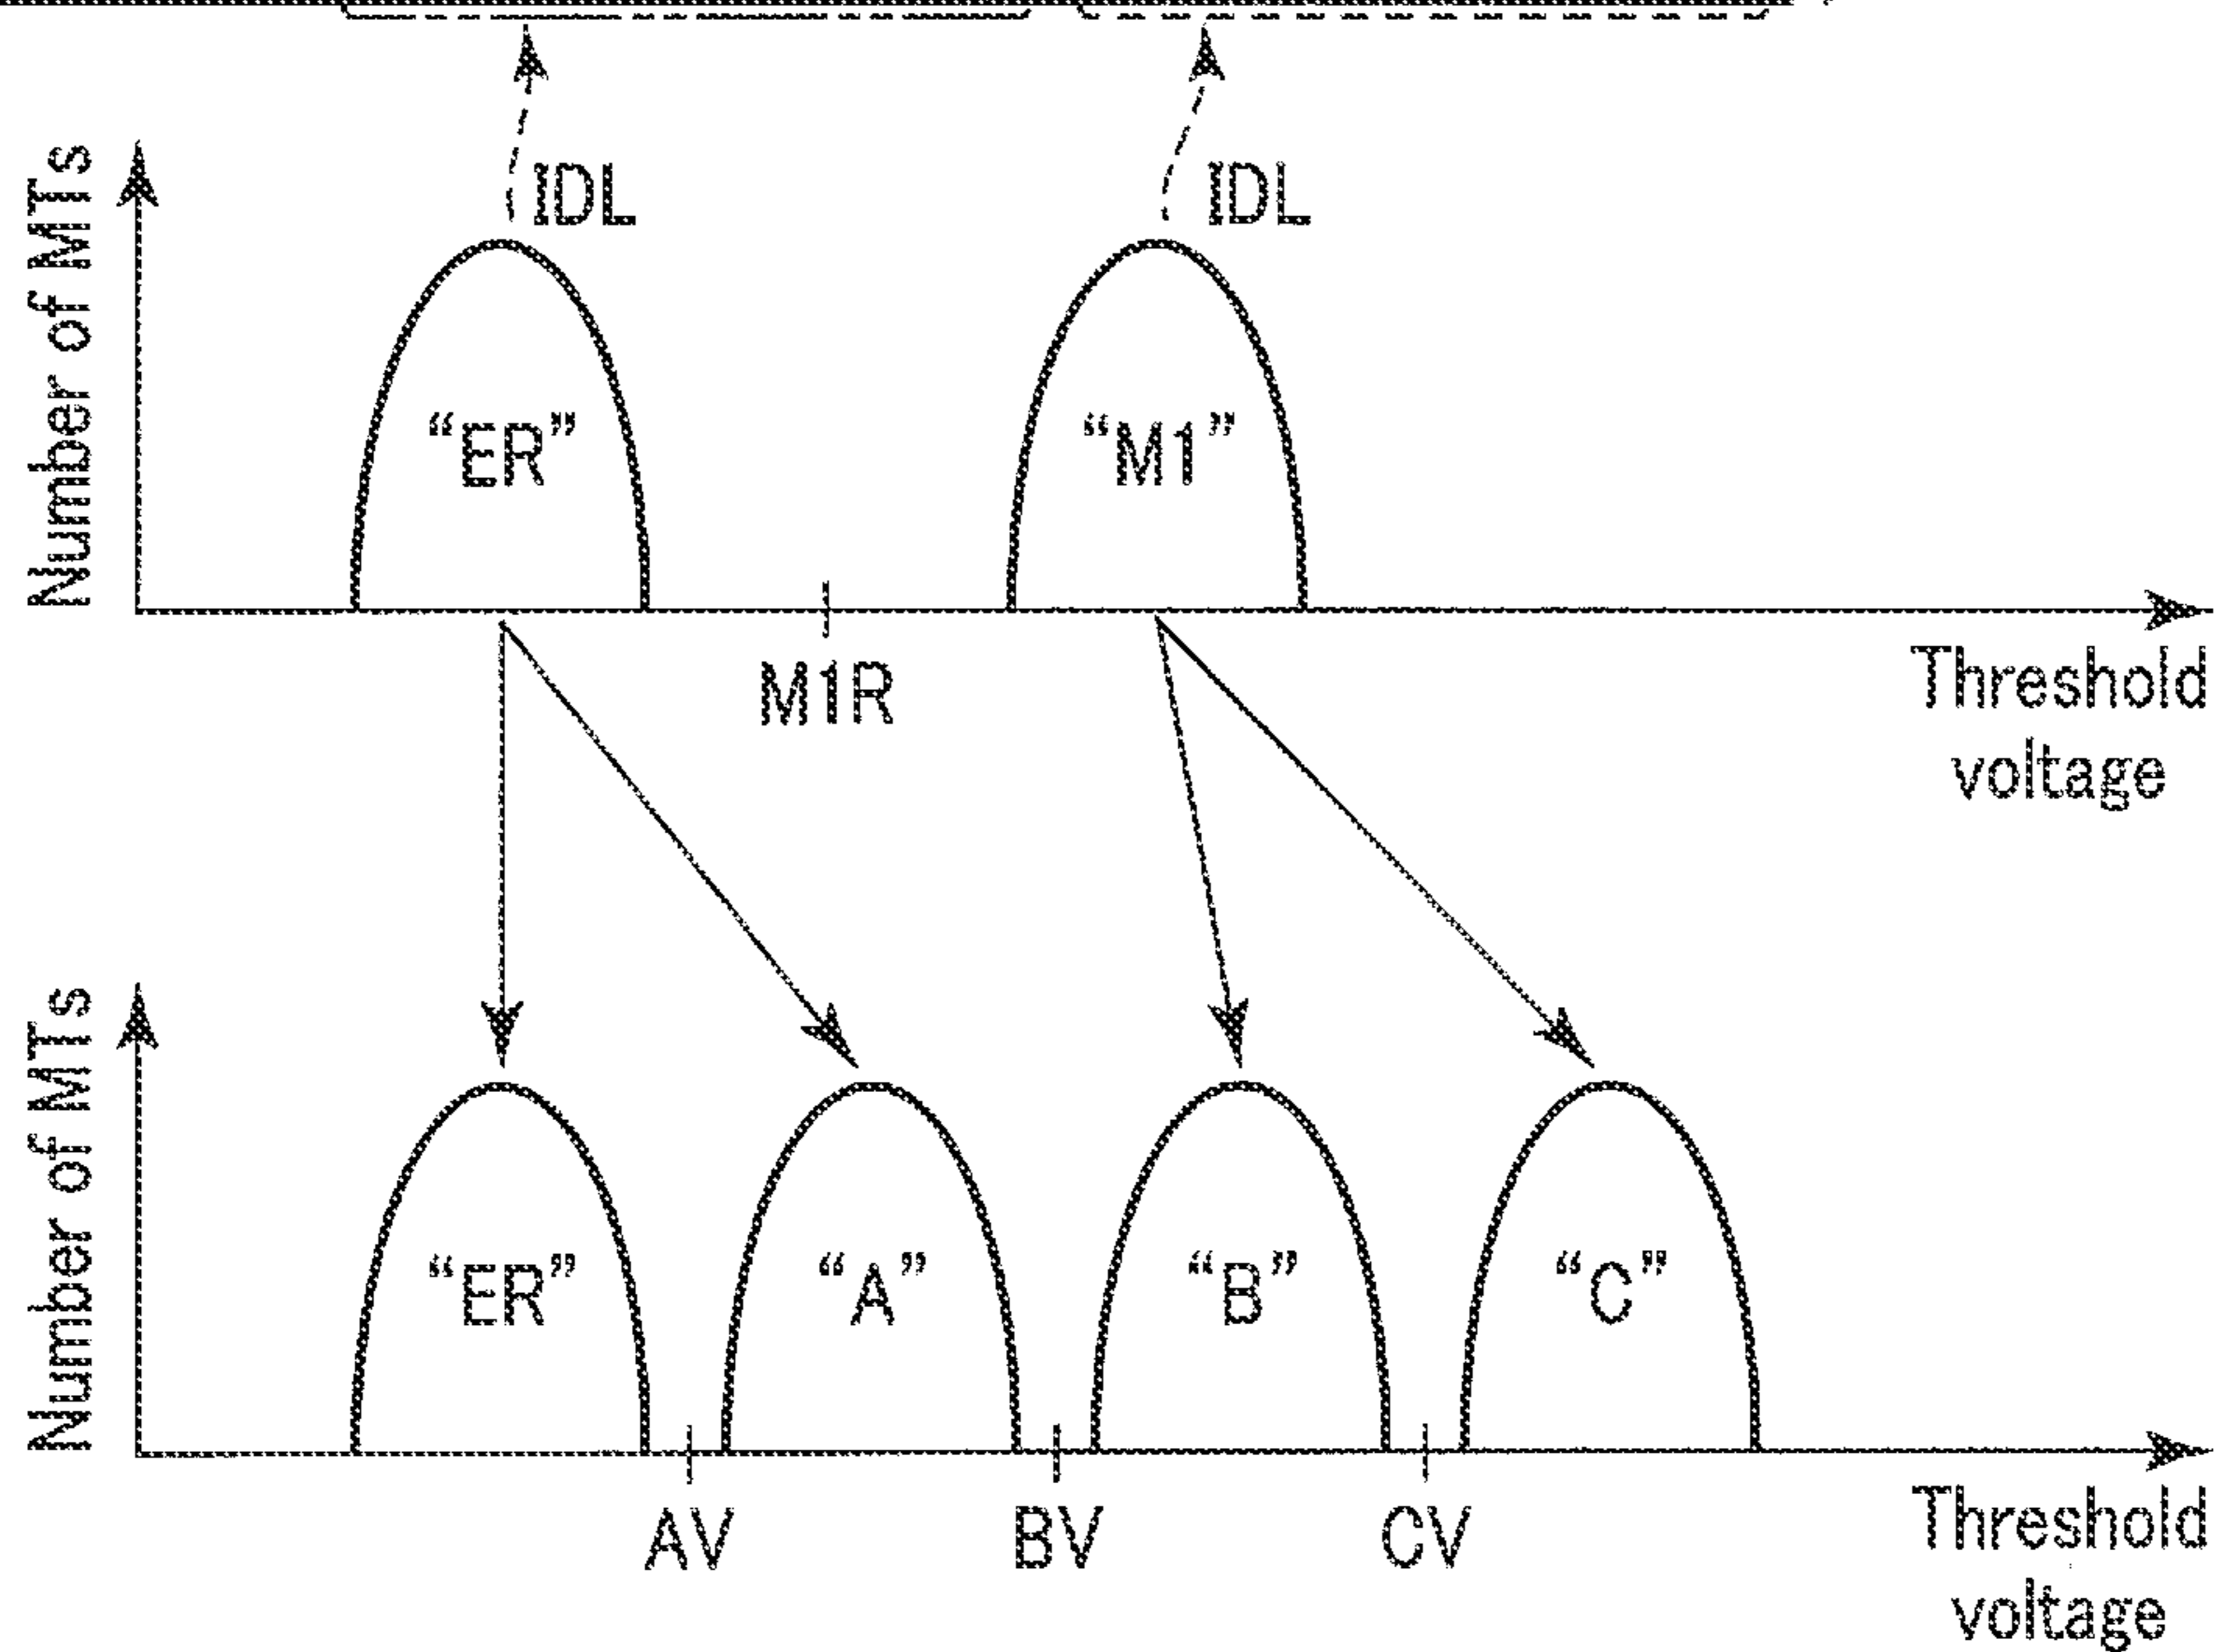 IDL IDL
Number of MTs
“ER” “M1”
M1R
Threshold
voltage
Number of MTs
“ER” “A” “B” “C”
AV BV CV
Threshold
voltage